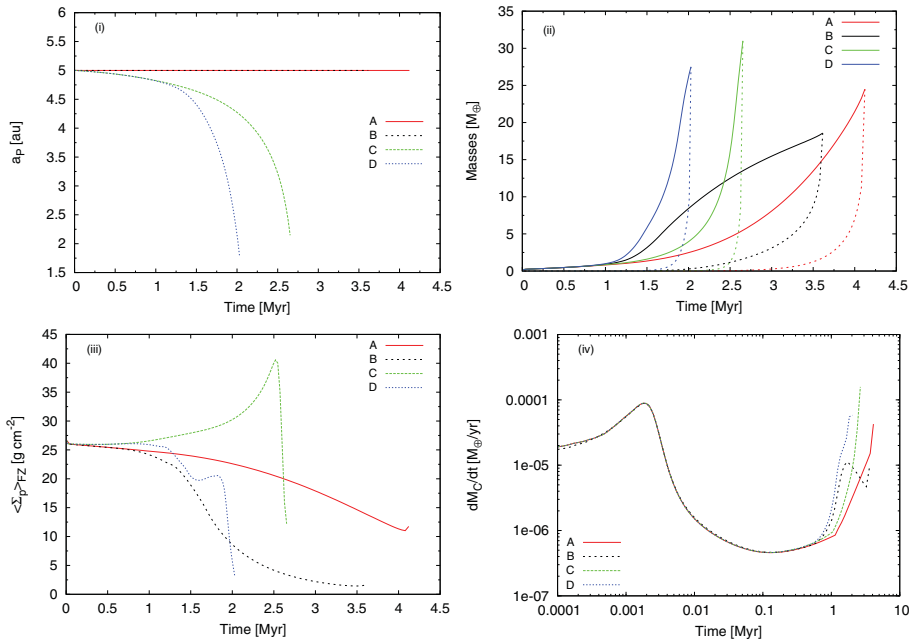 (i)
5
4.5
4
3.5
3
2.5
2
1.5
a_P [au]
0 0.5 1 1.5 2 2.5 3 3.5 4 4.5
Time [Myr]
A
B
C
D
(ii)
35
30
25
20
15
10
5
0
Masses [M⊕]
0 0.5 1 1.5 2 2.5 3 3.5 4 4.5
Time [Myr]
A
B
C
D
(iii)
45
40
35
30
25
20
15
10
5
0
<Σ_p>_FZ [g cm⁻²]
0 0.5 1 1.5 2 2.5 3 3.5 4 4.5
Time [Myr]
A
B
C
D
(iv)
0.001
0.0001
1e-05
1e-06
1e-07
dM_C/dt [M⊕/yr]
0.0001 0.001 0.01 0.1 1 10
Time [Myr]
A
B
C
D